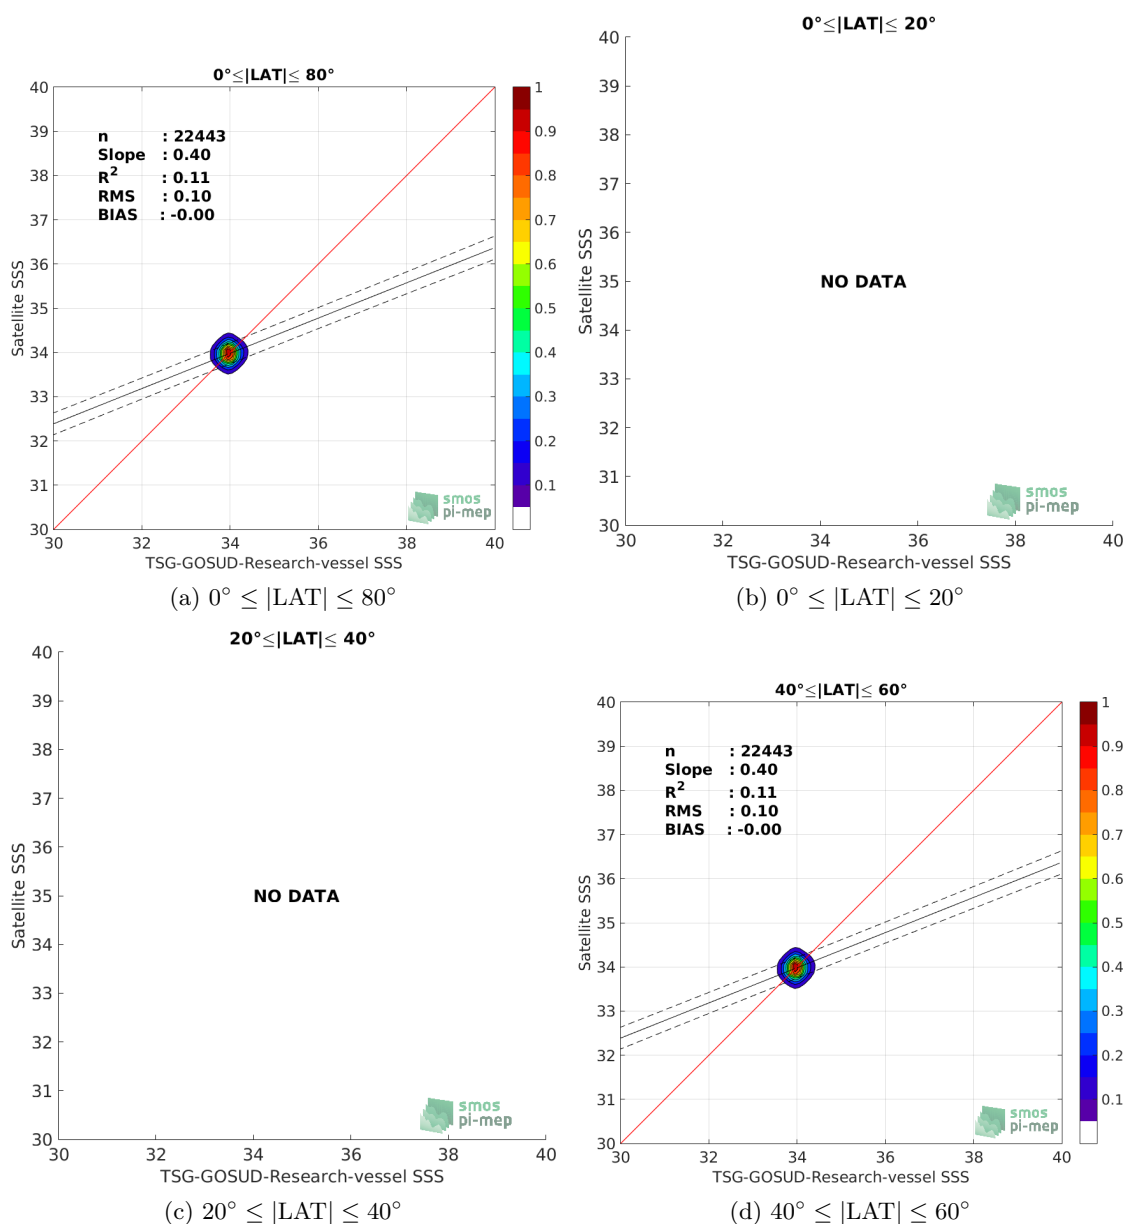 0°≤|LAT|≤ 80°
40
39
38
37
36
35
34
33
32
31
30
Satellite SSS
n : 22443
Slope : 0.40
R² : 0.11
RMS : 0.10
BIAS : -0.00
smos
pi-mep
30 32 34 36 38 40
TSG-GOSUD-Research-vessel SSS
1
0.9
0.8
0.7
0.6
0.5
0.4
0.3
0.2
0.1
(a) 0° ≤ |LAT| ≤ 80°
0°≤|LAT|≤ 20°
40
39
38
37
36
35
34
33
32
31
30
Satellite SSS
NO DATA
smos
pi-mep
30 32 34 36 38 40
TSG-GOSUD-Research-vessel SSS
(b) 0° ≤ |LAT| ≤ 20°
20°≤|LAT|≤ 40°
40
39
38
37
36
35
34
33
32
31
30
Satellite SSS
NO DATA
smos
pi-mep
30 32 34 36 38 40
TSG-GOSUD-Research-vessel SSS
(c) 20° ≤ |LAT| ≤ 40°
40°≤|LAT|≤ 60°
40
39
38
37
36
35
34
33
32
31
30
Satellite SSS
n : 22443
Slope : 0.40
R² : 0.11
RMS : 0.10
BIAS : -0.00
smos
pi-mep
30 32 34 36 38 40
TSG-GOSUD-Research-vessel SSS
1
0.9
0.8
0.7
0.6
0.5
0.4
0.3
0.2
0.1
(d) 40° ≤ |LAT| ≤ 60°